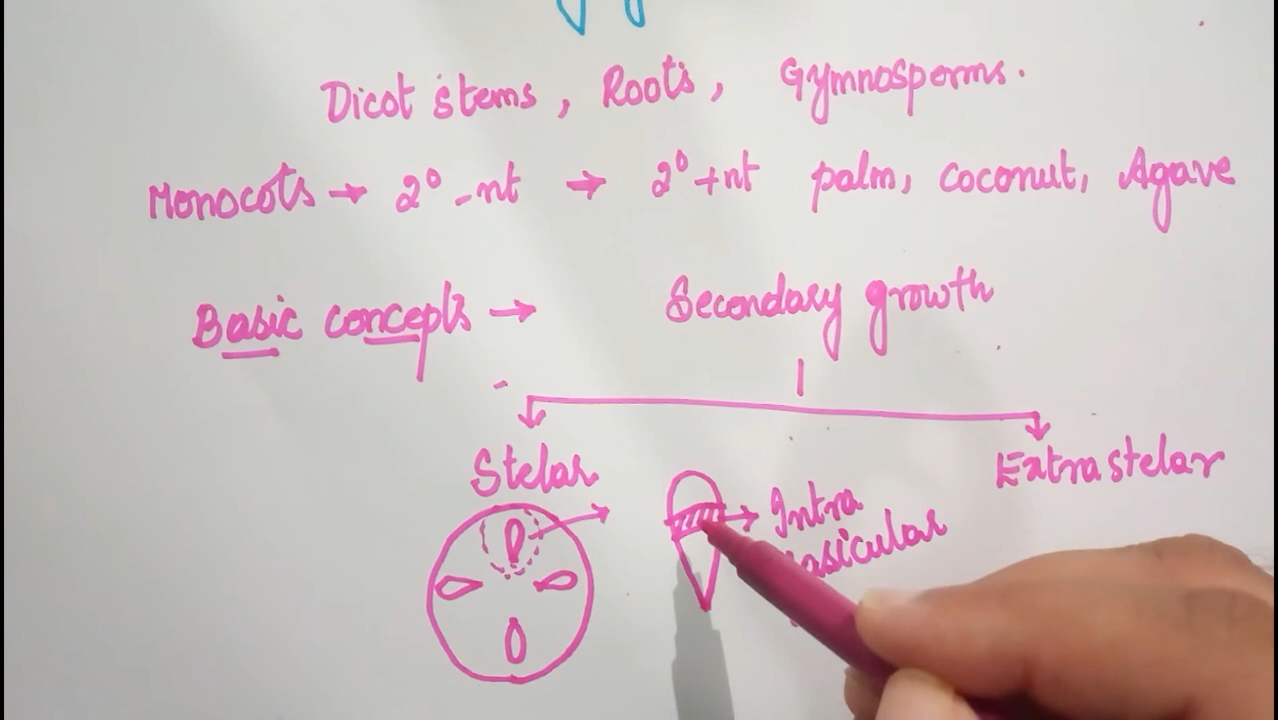 Dicot stems, Roots, Gymnosperms.
Monocots → 2° -nt → 2° +nt palm, coconut, Agave
Basic concepts → Secondary growth
Stelar
Extrastelar
Intra